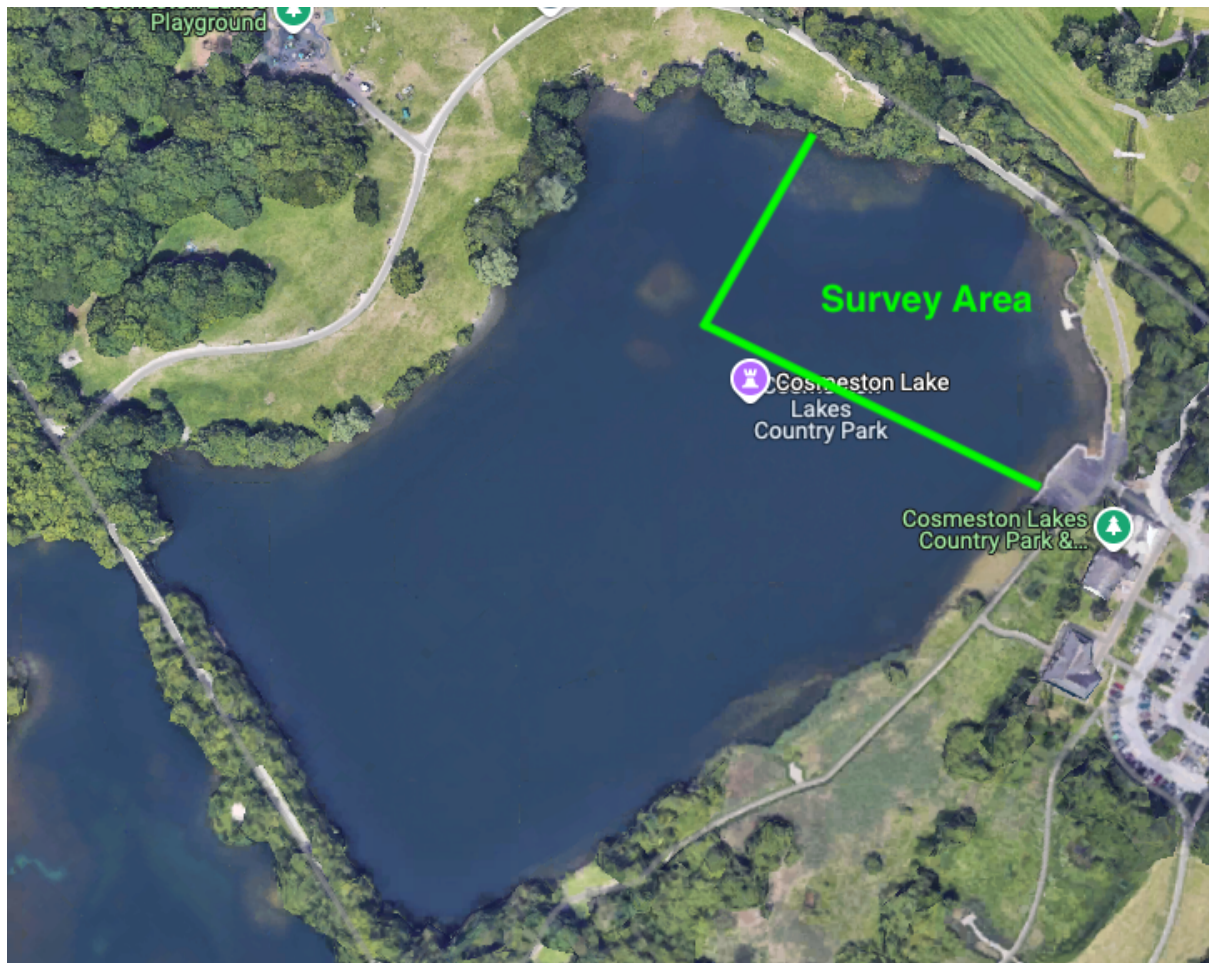 Playground
Survey Area
Cosmeston Lake
Lakes
Country Park
Cosmeston Lakes
Country Park &...